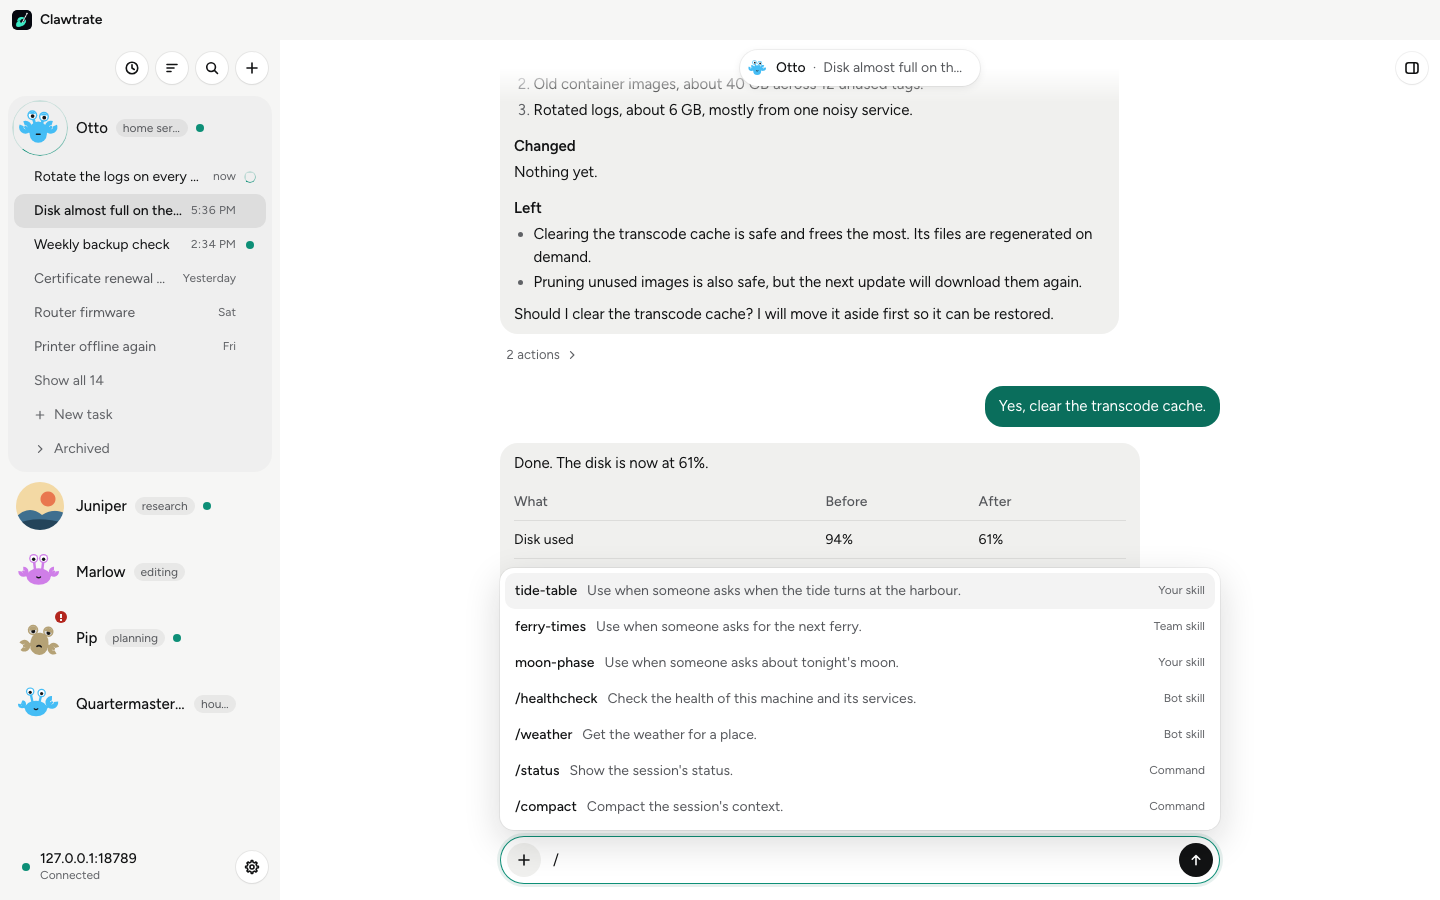 Clawtrate
Otto · Disk almost full on th...
Otto home ser...
Rotate the logs on every ... now
Disk almost full on the... 5:36 PM
Weekly backup check 2:34 PM
Certificate renewal ... Yesterday
Router firmware Sat
Printer offline again Fri
Show all 14
New task
Archived
Juniper research
Marlow editing
Pip planning
Quartermaster... hou...
127.0.0.1:18789
Connected
2. Old container images, about 40 GB across 12 unused tags.
3. Rotated logs, about 6 GB, mostly from one noisy service.
Changed
Nothing yet.
Left
• Clearing the transcode cache is safe and frees the most. Its files are regenerated on
demand.
• Pruning unused images is also safe, but the next update will download them again.
Should I clear the transcode cache? I will move it aside first so it can be restored.
2 actions
Yes, clear the transcode cache.
Done. The disk is now at 61%.
What Before After
Disk used 94% 61%
tide-table Use when someone asks when the tide turns at the harbour. Your skill
ferry-times Use when someone asks for the next ferry. Team skill
moon-phase Use when someone asks about tonight's moon. Your skill
/healthcheck Check the health of this machine and its services. Bot skill
/weather Get the weather for a place. Bot skill
/status Show the session's status. Command
/compact Compact the session's context. Command
/